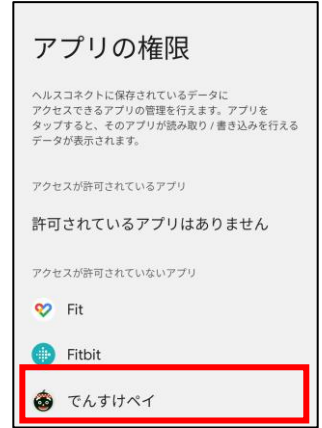 アプリの権限
ヘルスコネクトに保存されているデータに
アクセスできるアプリの管理を行えます。アプリを
タップすると、そのアプリが読み取り / 書き込みを行える
データが表示されます。
アクセスが許可されているアプリ
許可されているアプリはありません
アクセスが許可されていないアプリ
Fit
Fitbit
でんすけペイ